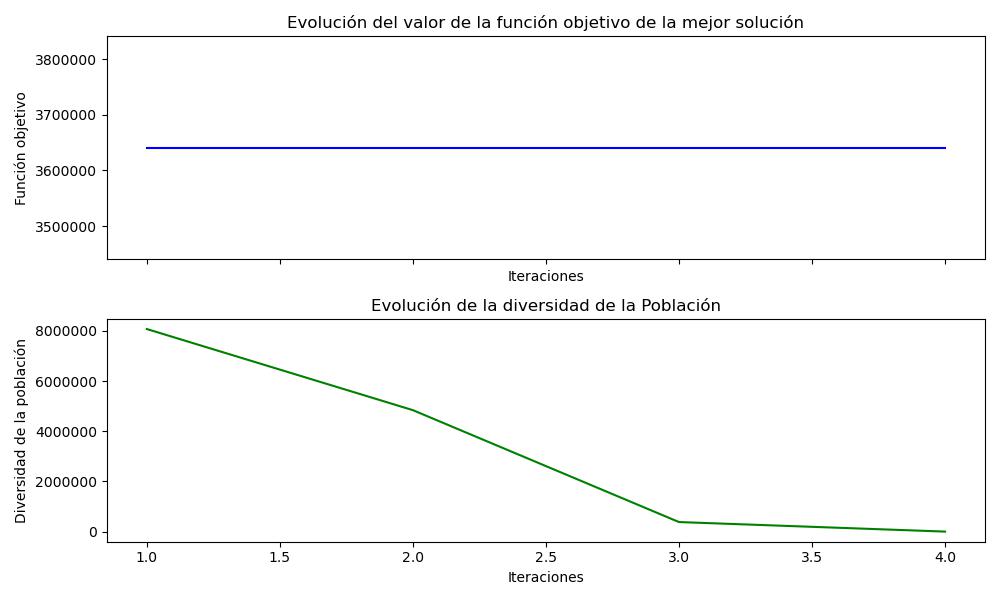 Evolución del valor de la función objetivo de la mejor solución
3800000
3700000
3600000
3500000
Función objetivo
Iteraciones
Evolución de la diversidad de la Población
8000000
6000000
4000000
2000000
0
Diversidad de la población
1.0 1.5 2.0 2.5 3.0 3.5 4.0
Iteraciones